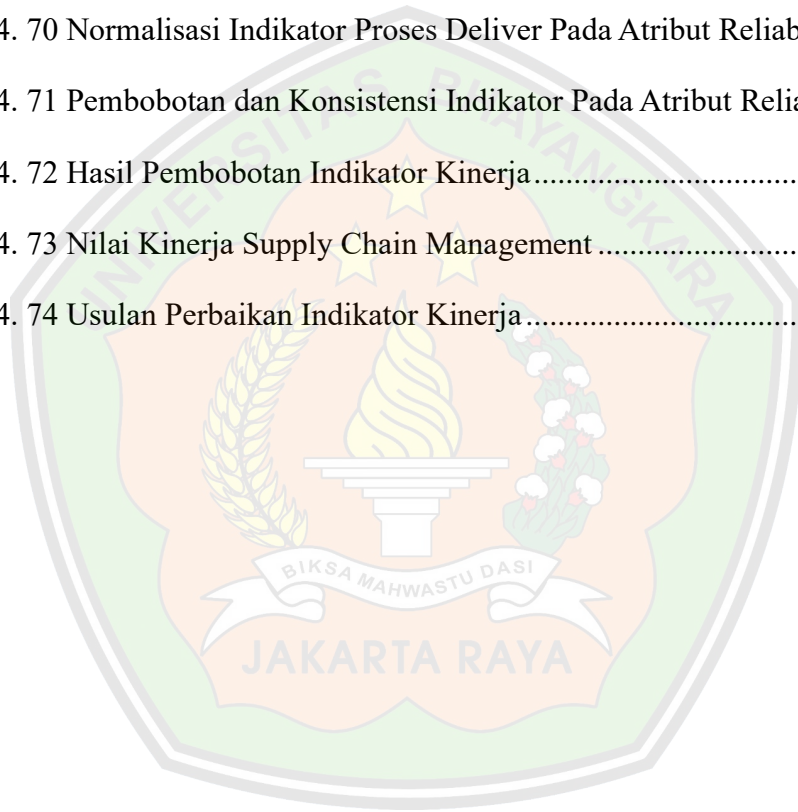 4. 70 Normalisasi Indikator Proses Deliver Pada Atribut Reliab
4. 71 Pembobotan dan Konsistensi Indikator Pada Atribut Relia
4. 72 Hasil Pembobotan Indikator Kinerja.................................
4. 73 Nilai Kinerja Supply Chain Management.........................
4. 74 Usulan Perbaikan Indikator Kinerja..................................
UNIVERSITAS BHAYANGKARA
BIKSA MAHWASTU DASI
JAKARTA RAYA